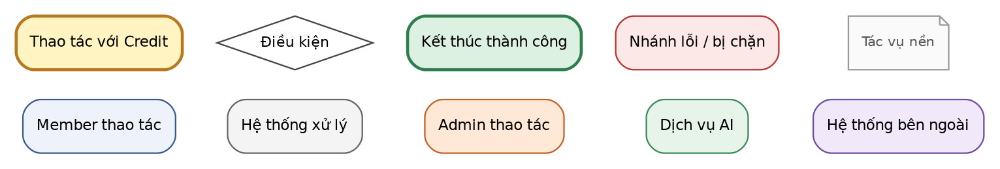 Thao tác với Credit
Điều kiện
Kết thúc thành công
Nhánh lỗi / bị chặn
Tác vụ nền
Member thao tác
Hệ thống xử lý
Admin thao tác
Dịch vụ AI
Hệ thống bên ngoài